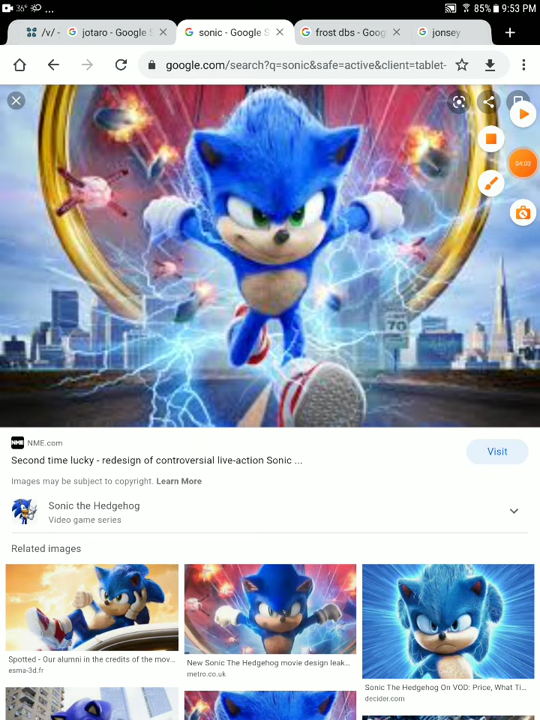 36° ... 85% 9:53 PM
/v/ - jotaro - Google S sonic - Google S frost dbs - Goog jonsey
google.com/search?q=sonic&safe=active&client=tablet-
04:03
70
NME NME.com
Visit
Second time lucky - redesign of controversial live-action Sonic ...
Images may be subject to copyright. Learn More
Sonic the Hedgehog
Video game series
Related images
Spotted - Our alumni in the credits of the mov...
esma-3d.fr
New Sonic The Hedgehog movie design leak...
metro.co.uk
Sonic The Hedgehog On VOD: Price, What Ti...
decider.com